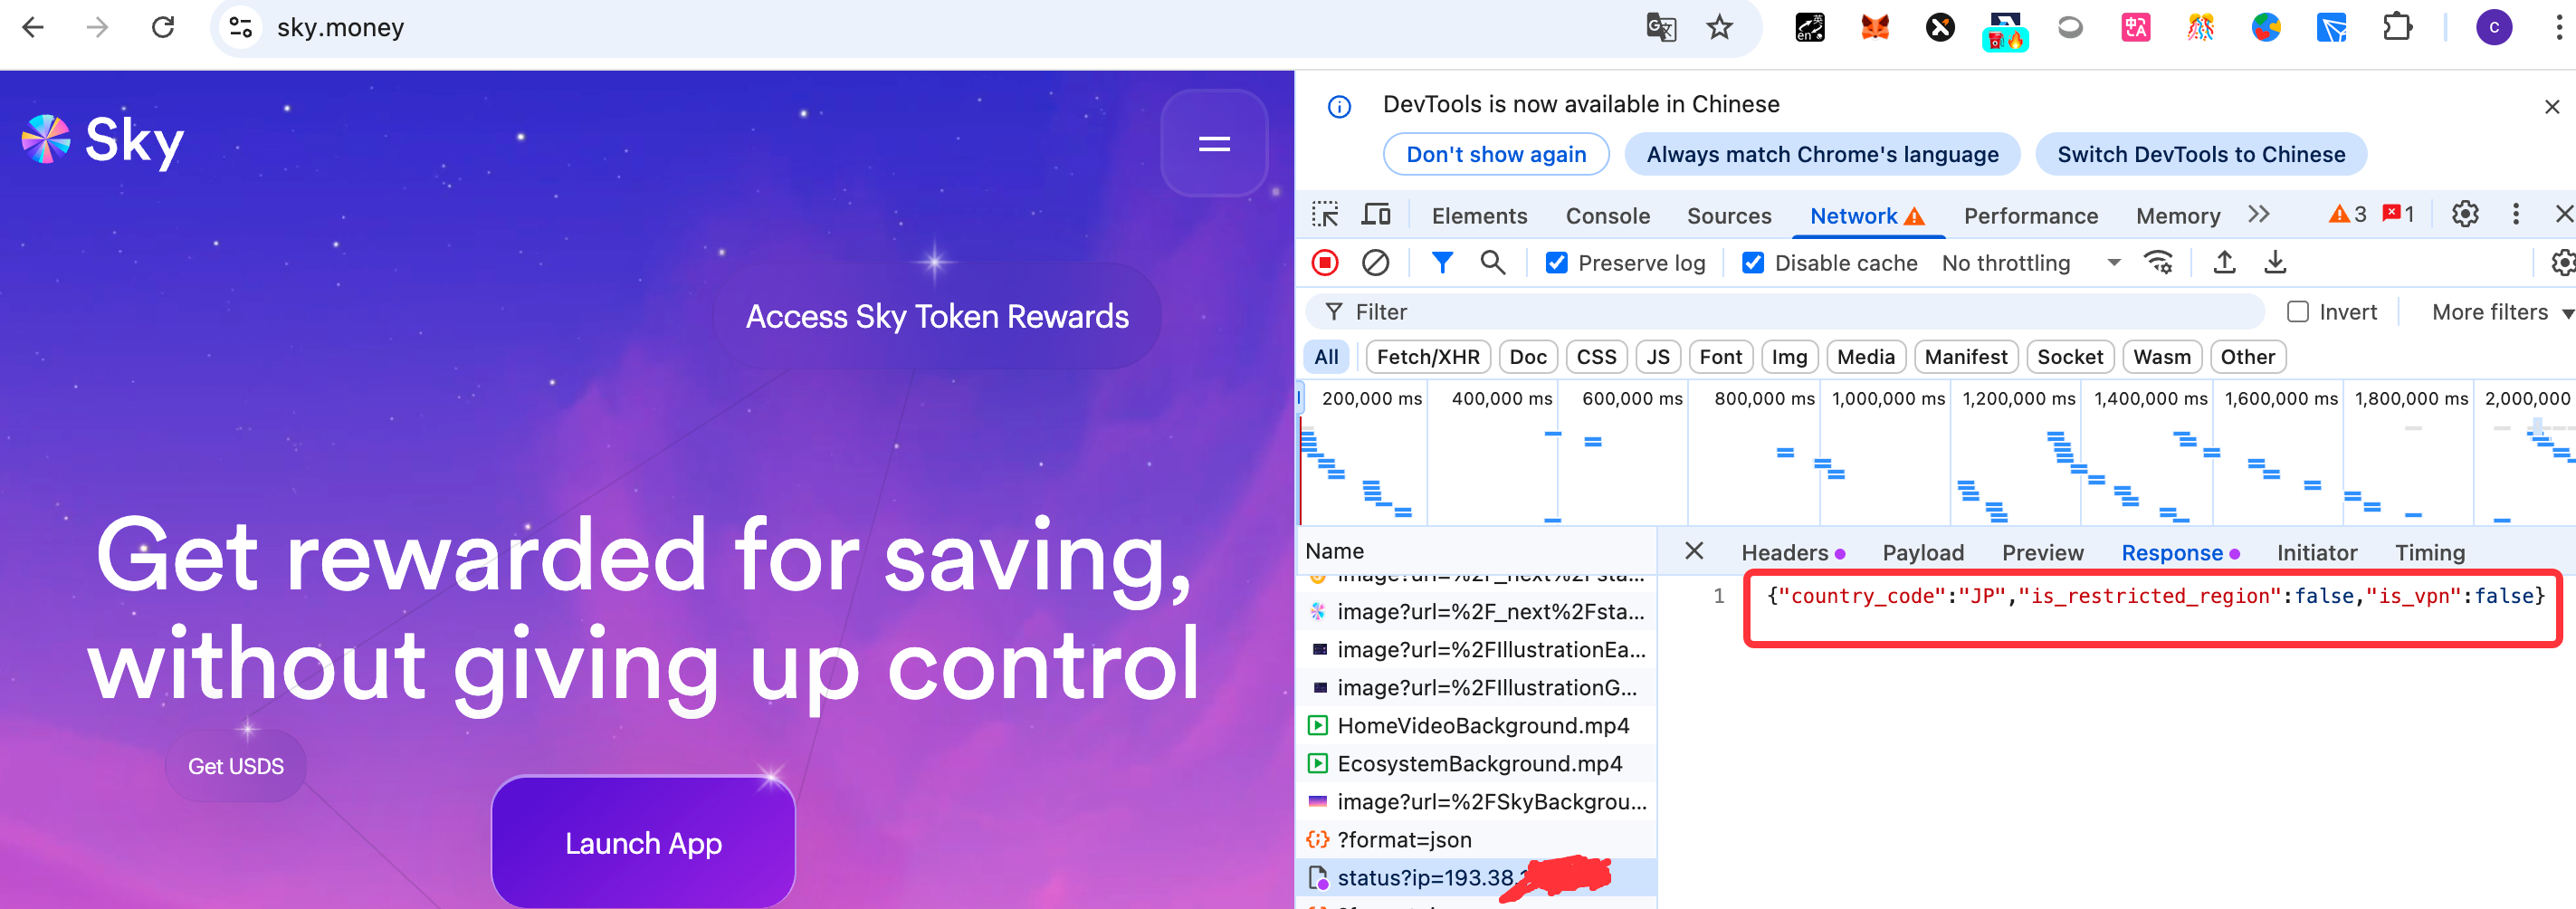 sky.money
DevTools is now available in Chinese
Don't show again
Always match Chrome's language
Switch DevTools to Chinese
Sky
Elements
Console
Sources
Network
Performance
Memory
3
1
Preserve log
Disable cache
No throttling
Filter
Invert
More filters
All
Fetch/XHR
Doc
CSS
JS
Font
Img
Media
Manifest
Socket
Wasm
Other
200,000 ms
400,000 ms
600,000 ms
800,000 ms
1,000,000 ms
1,200,000 ms
1,400,000 ms
1,600,000 ms
1,800,000 ms
2,000,000
Access Sky Token Rewards
Get rewarded for saving,
without giving up control
Get USDS
Launch App
Name
Headers
Payload
Preview
Response
Initiator
Timing
image?url=%2F_next%2Fsta...
image?url=%2F_next%2Fsta...
image?url=%2FIllustrationEa...
image?url=%2FIllustrationG...
HomeVideoBackground.mp4
EcosystemBackground.mp4
image?url=%2FSkyBackgrou...
?format=json
status?ip=193.38.
1
{"country_code":"JP","is_restricted_region":false,"is_vpn":false}